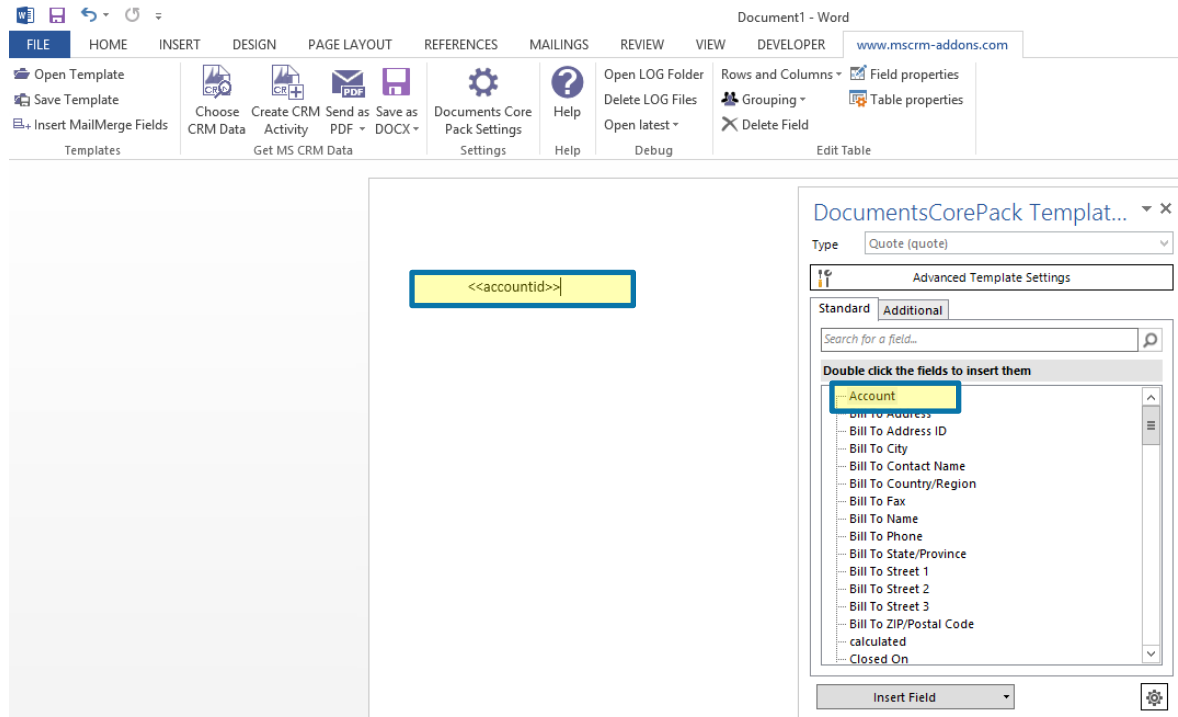 Document1 - Word
FILE HOME INSERT DESIGN PAGE LAYOUT REFERENCES MAILINGS REVIEW VIEW DEVELOPER www.mscrm-addons.com
Open Template
Save Template
Insert MailMerge Fields
Templates
Choose CRM Data
Create CRM Activity
Send as PDF
Save as DOCX
Get MS CRM Data
Documents Core Pack Settings
Settings
Help
Help
Open LOG Folder
Delete LOG Files
Open latest
Debug
Rows and Columns
Grouping
Delete Field
Field properties
Table properties
Edit Table
<<accountid>>
DocumentsCorePack Templat...
Type Quote (quote)
Advanced Template Settings
Standard Additional
Search for a field...
Double click the fields to insert them
Account
Bill To Address
Bill To Address ID
Bill To City
Bill To Contact Name
Bill To Country/Region
Bill To Fax
Bill To Name
Bill To Phone
Bill To State/Province
Bill To Street 1
Bill To Street 2
Bill To Street 3
Bill To ZIP/Postal Code
calculated
Closed On
Insert Field